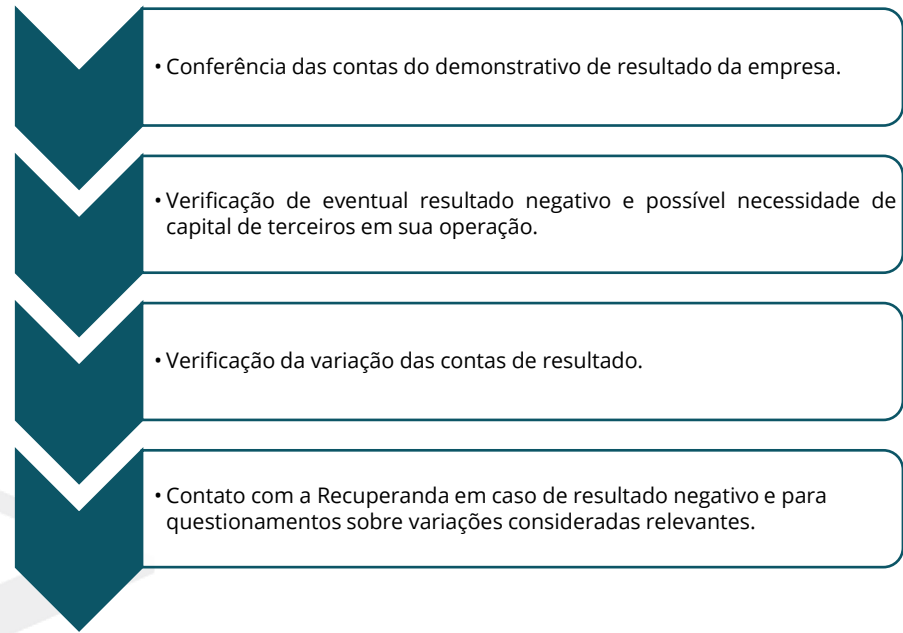 • Conferência das contas do demonstrativo de resultado da empresa.
• Verificação de eventual resultado negativo e possível necessidade de
capital de terceiros em sua operação.
• Verificação da variação das contas de resultado.
• Contato com a Recuperanda em caso de resultado negativo e para
questionamentos sobre variações consideradas relevantes.